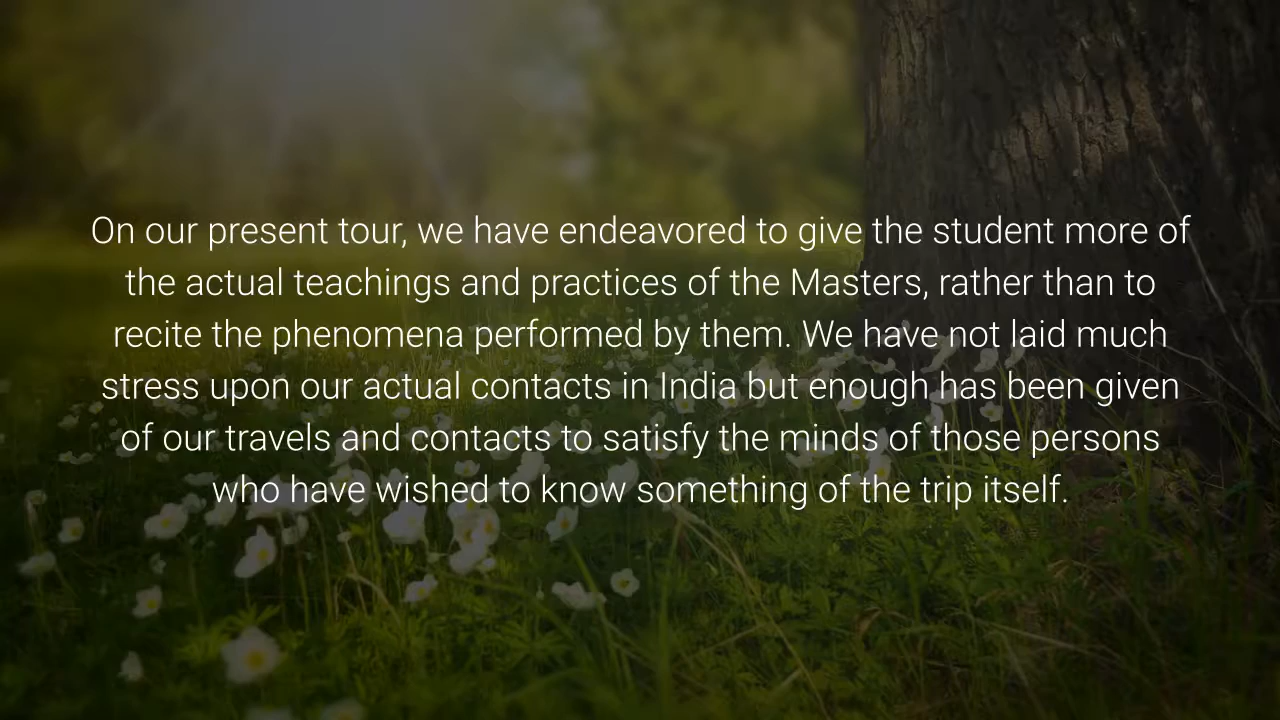 On our present tour, we have endeavored to give the student more of
the actual teachings and practices of the Masters, rather than to
recite the phenomena performed by them. We have not laid much
stress upon our actual contacts in India but enough has been given
of our travels and contacts to satisfy the minds of those persons
who have wished to know something of the trip itself.